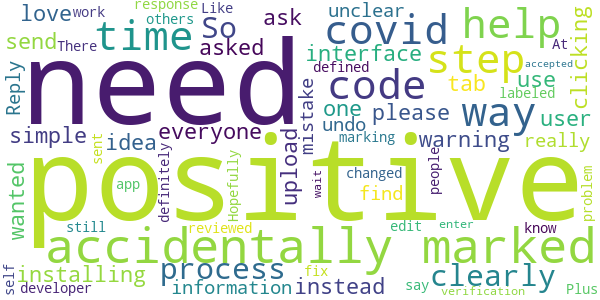 love work response Like ask unclear
send There others So asked covid help
time At
need interface defined accepted
Reply code step use labeled clicking
tab
simple idea everyone upload mistake one please way user
undo marking warning really
wanted sent definitely
positive
app Hopefully wait changed people find problem
still reviewed edit enter know
accidentally marked
self installing process fix instead say clearly
developer information verification Plus